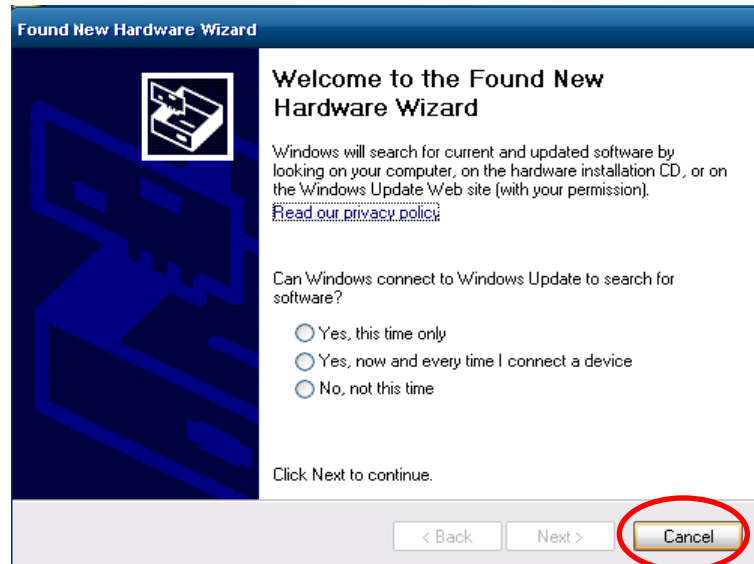 Found New Hardware Wizard
Welcome to the Found New
Hardware Wizard
Windows will search for current and updated software by
looking on your computer, on the hardware installation CD, or on
the Windows Update Web site (with your permission).
Read our privacy policy
Can Windows connect to Windows Update to search for
software?
Yes, this time only
Yes, now and every time I connect a device
No, not this time
Click Next to continue.
< Back
Next >
Cancel